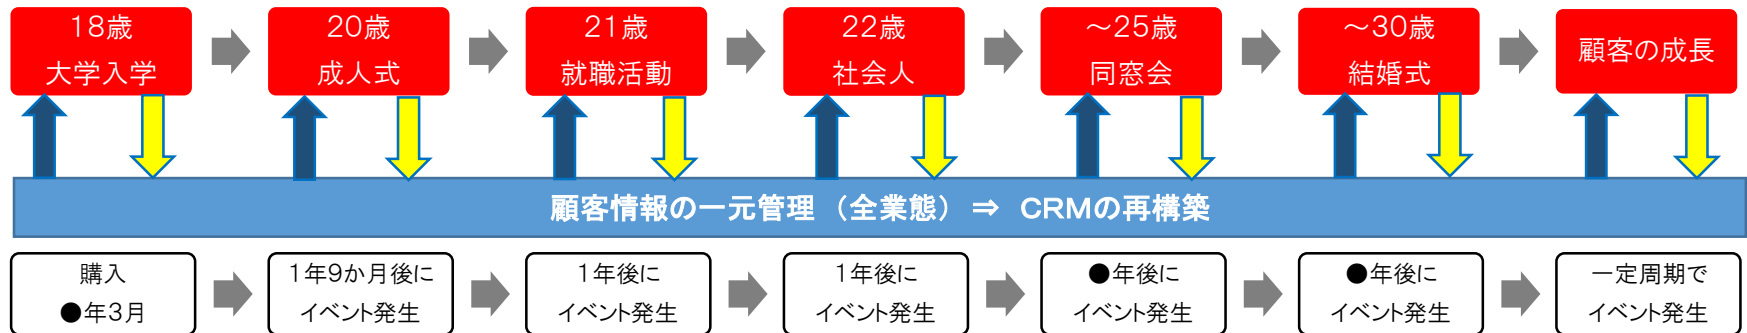 18歳
大学入学
20歳
成人式
21歳
就職活動
22歳
社会人
～25歳
同窓会
～30歳
結婚式
顧客の成長
顧客情報の一元管理（全業態）⇒ CRMの再構築
購入
●年3月
1年9か月後に
イベント発生
1年後に
イベント発生
1年後に
イベント発生
●年後に
イベント発生
●年後に
イベント発生
一定周期で
イベント発生